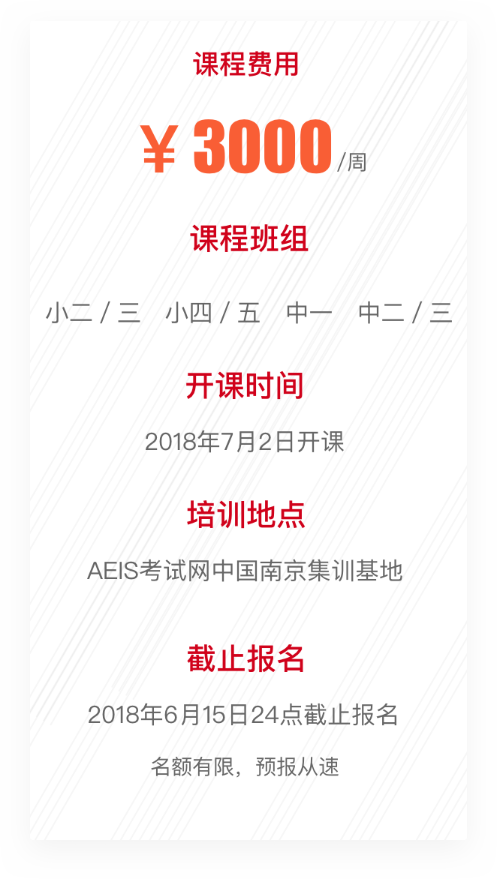 课程费用
￥3000/周
课程班组
小二 / 三 小四 / 五 中一 中二 / 三
开课时间
2018年7月2日开课
培训地点
AEIS考试网中国南京集训基地
截止报名
2018年6月15日24点截止报名
名额有限，预报从速